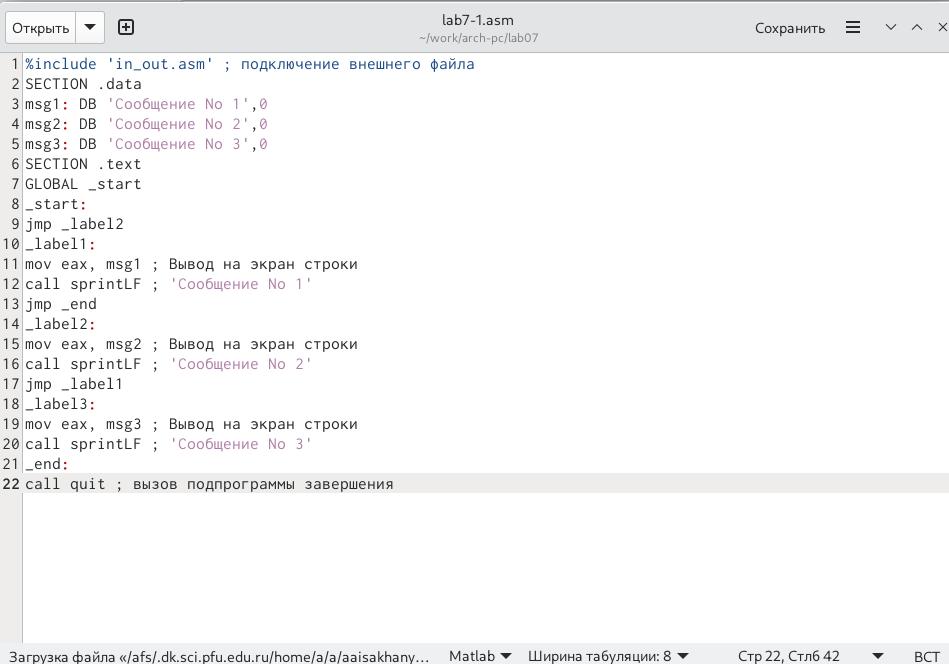 Открыть
lab7-1.asm
~/work/arch-pc/lab07
Сохранить
1 %include 'in_out.asm' ; подключение внешнего файла
2 SECTION .data
3 msg1: DB 'Сообщение No 1',0
4 msg2: DB 'Сообщение No 2',0
5 msg3: DB 'Сообщение No 3',0
6 SECTION .text
7 GLOBAL _start
8 _start:
9 jmp _label2
10 _label1:
11 mov eax, msg1 ; Вывод на экран строки
12 call sprintLF ; 'Сообщение No 1'
13 jmp _end
14 _label2:
15 mov eax, msg2 ; Вывод на экран строки
16 call sprintLF ; 'Сообщение No 2'
17 jmp _label1
18 _label3:
19 mov eax, msg3 ; Вывод на экран строки
20 call sprintLF ; 'Сообщение No 3'
21 _end:
22 call quit ; вызов подпрограммы завершения
Загрузка файла «/afs/.dk.sci.pfu.edu.ru/home/a/a/aaisakhany… Matlab Ширина табуляции: 8 Стр 22, Стлб 42 ВСТ